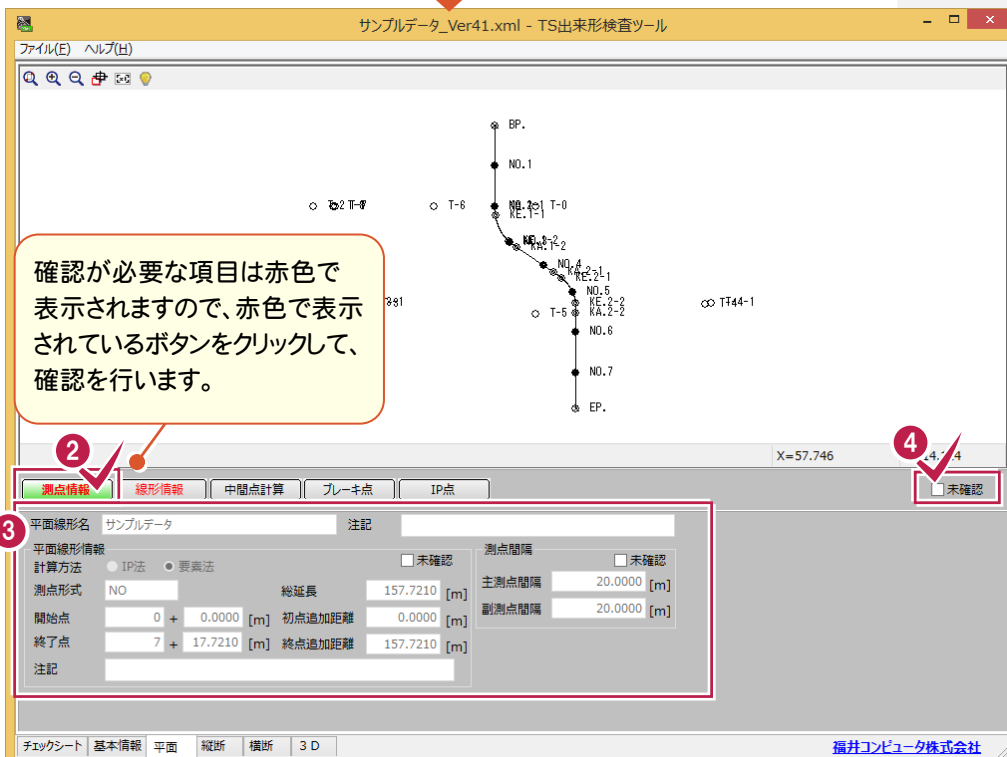 サンプルデータ_Ver41.xml - TS出来形検査ツール
ファイル(F) ヘルプ(H)
BP.
NO.1
T-6
T-0
KE.1-1
KA.1-2
NO.4
KA.2-1
KE.2-1
NO.5
KE.2-2
T-5
KA.2-2
NO.6
NO.7
EP.
確認が必要な項目は赤色で
表示されますので、赤色で表示
されているボタンをクリックして、
確認を行います。
X=57.746
2
4
測点情報 線形情報 中間点計算 ブレーキ点 IP点 未確認
3
平面線形名 サンプルデータ 注記
平面線形情報 未確認 測点間隔 未確認
計算方法 IP法 要素法
主測点間隔 20.0000 [m]
測点形式 NO 総延長 157.7210 [m]
副測点間隔 20.0000 [m]
開始点 0 + 0.0000 [m] 初点追加距離 0.0000 [m]
終了点 7 + 17.7210 [m] 終点追加距離 157.7210 [m]
注記
チェックシート 基本情報 平面 縦断 横断 3D 福井コンピュータ株式会社